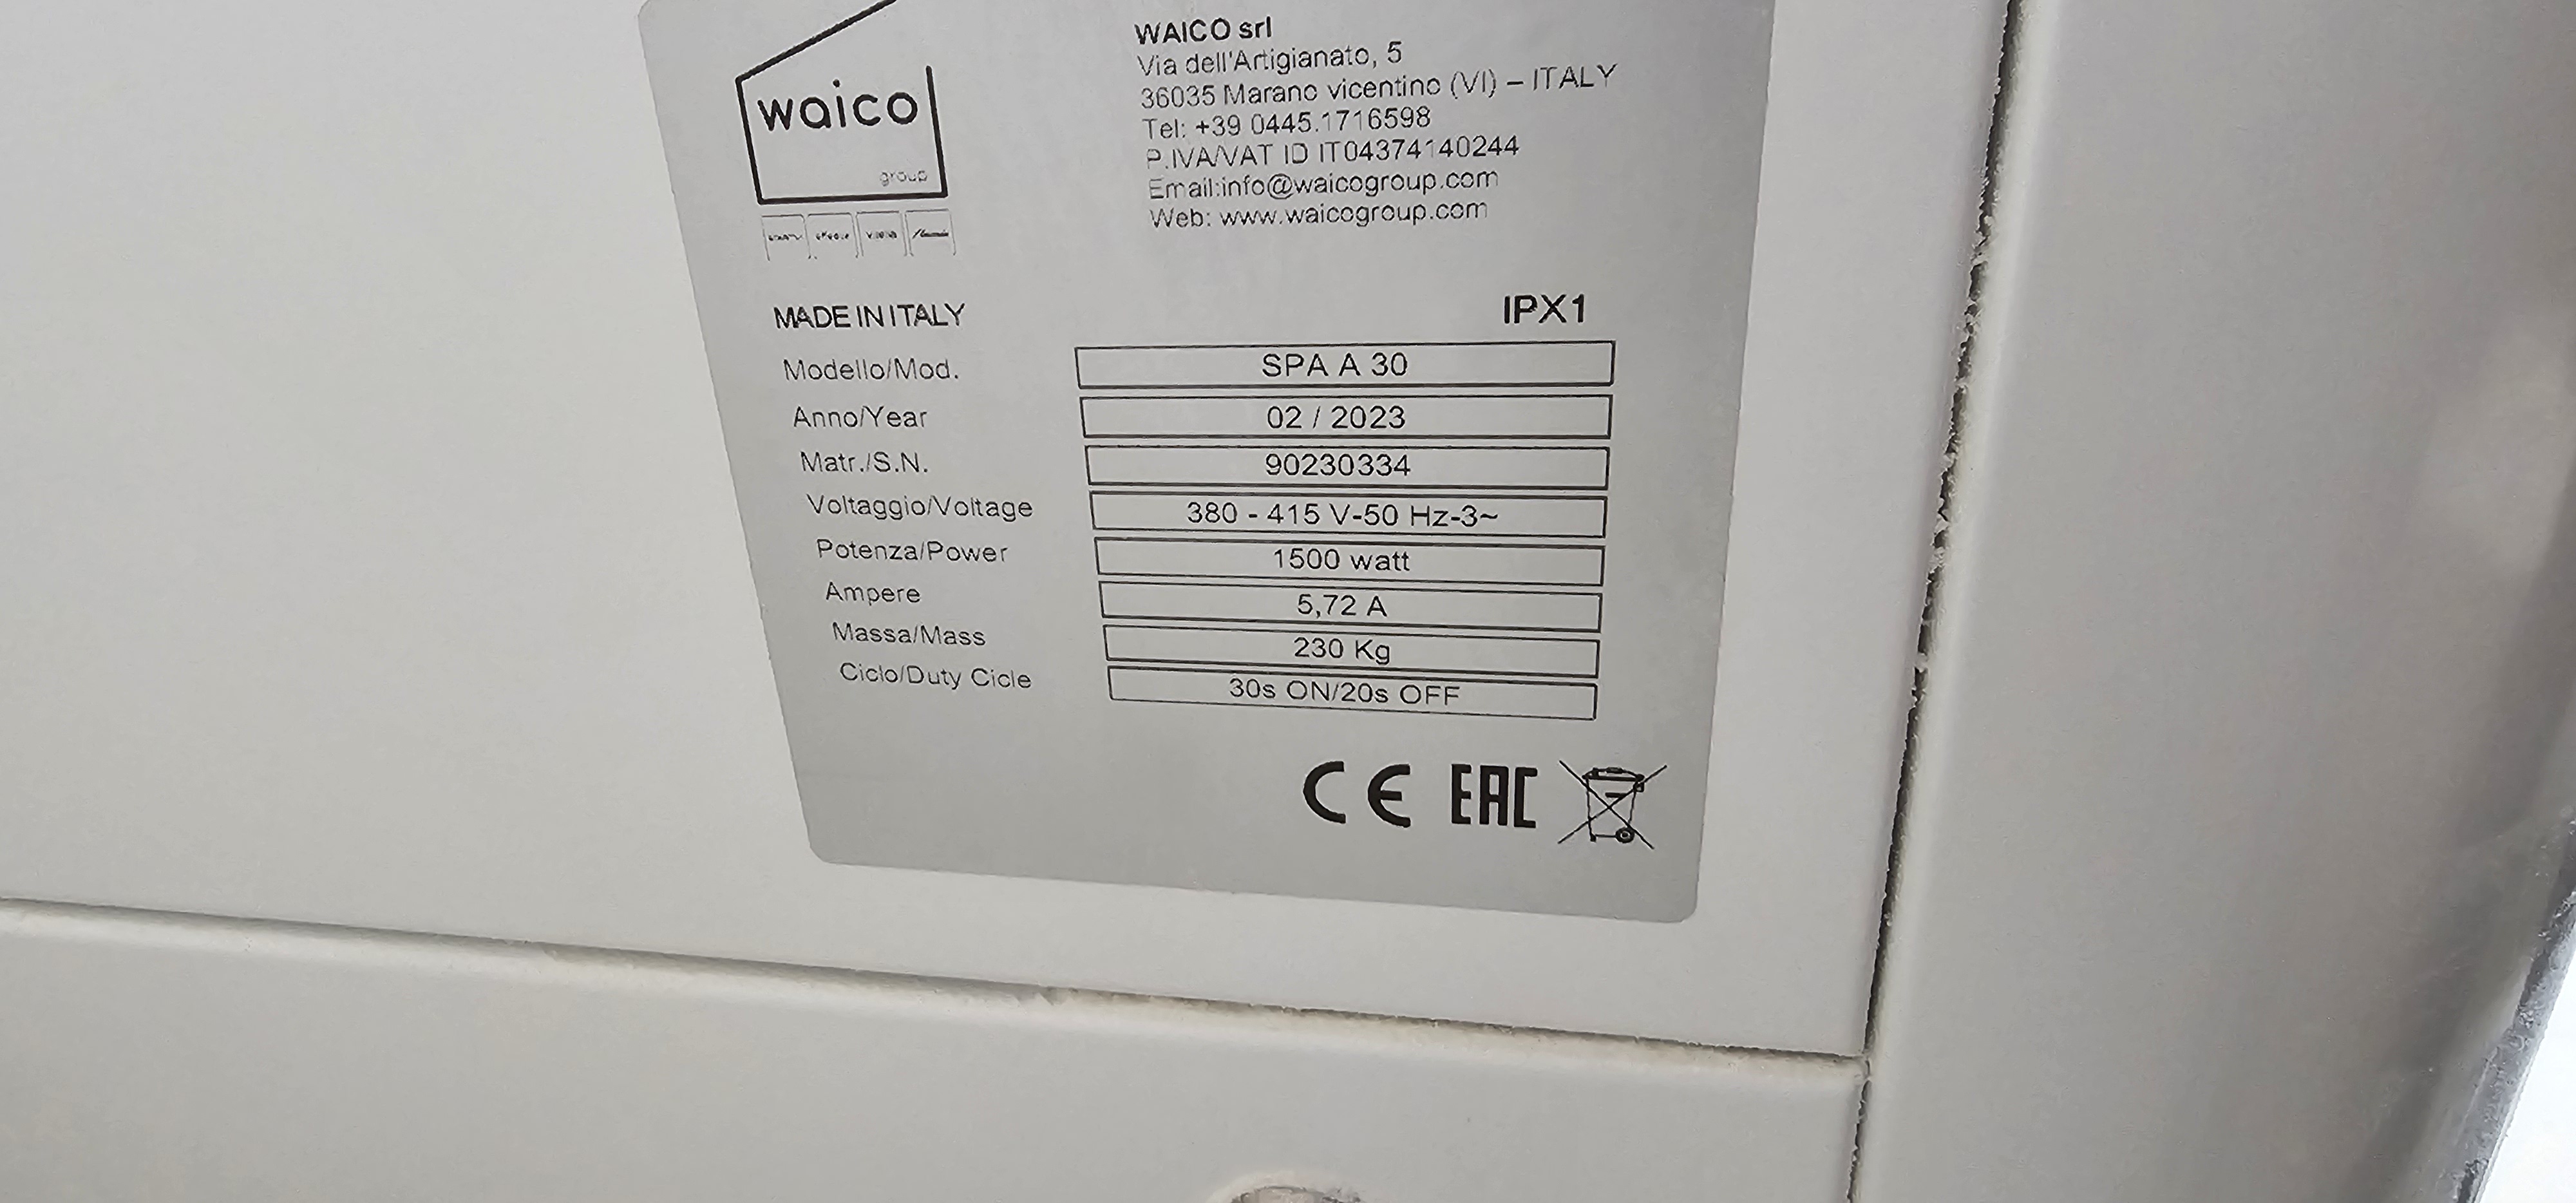 waico
group
WAICO srl
Via dell'Artigianato, 5
36035 Marano vicentino (VI) – ITALY
Tel: +39 0445.1716598
P.IVA/VAT ID IT04374140244
Email:info@waicogroup.com
Web: www.waicogroup.com
MADE IN ITALY
IPX1
Modello/Mod. SPA A 30
Anno/Year 02 / 2023
Matr./S.N. 90230334
Voltaggio/Voltage 380 - 415 V-50 Hz-3~
Potenza/Power 1500 watt
Ampere 5,72 A
Massa/Mass 230 Kg
Ciclo/Duty Cicle 30s ON/20s OFF
CE EAC